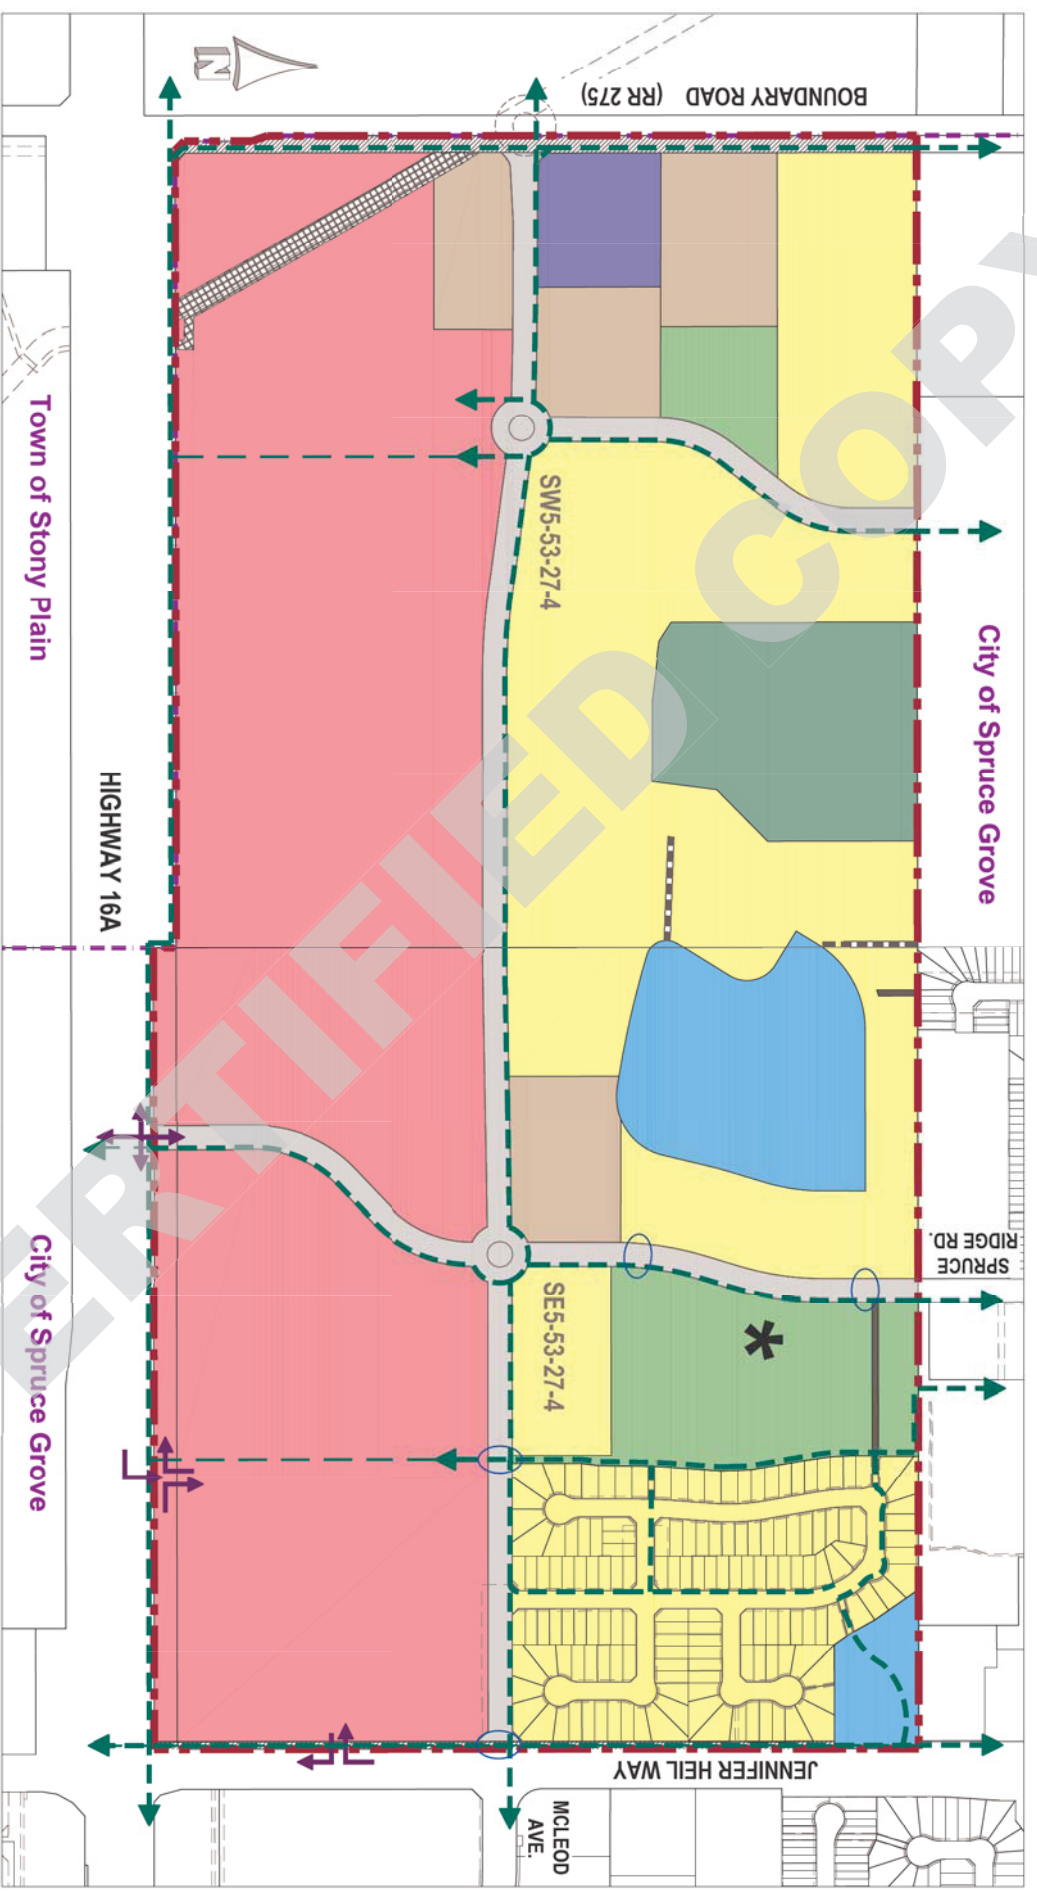 N
BOUNDARY ROAD (RR 275)
Town of Stony Plain
HIGHWAY 16A
SW5-53-27-4
City of Spruce Grove
SPRUCE
RIDGE RD.
City of Spruce Grove
SE5-53-27-4
*
JENNIFER HEIL WAY
MCLEOD
AVE.
ERTIFIED COPY